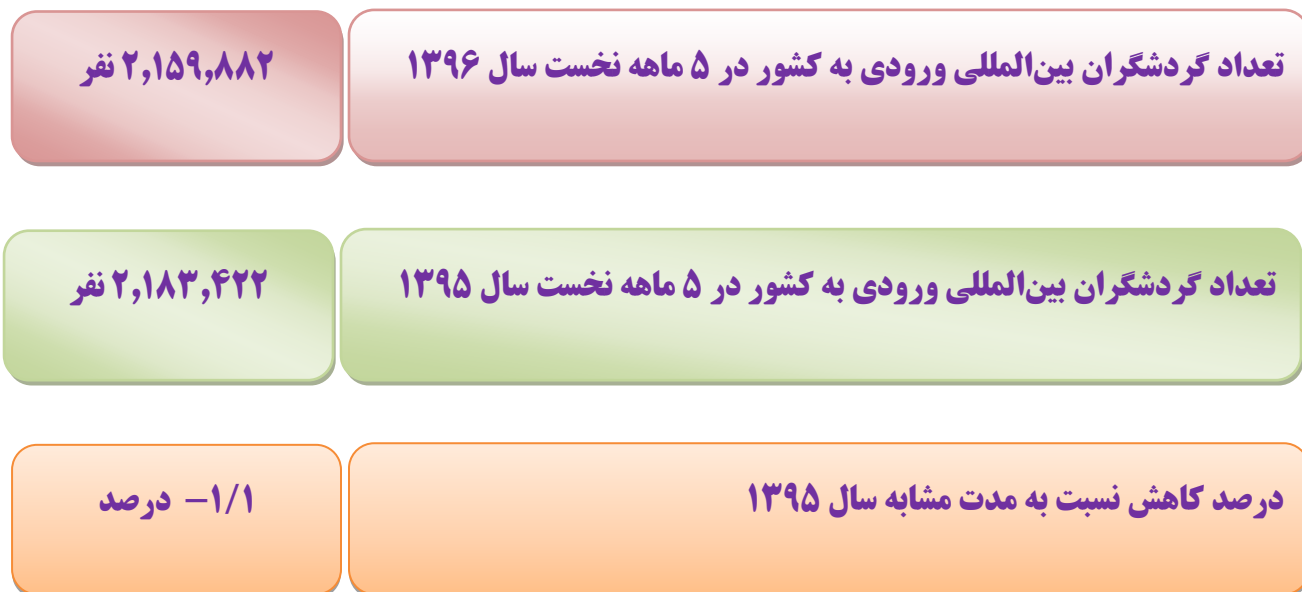 تعداد گردشگران بین‌المللی ورودی به کشور در ۵ ماهه نخست سال ۱۳۹۶
۲,۱۵۹,۸۸۲ نفر
تعداد گردشگران بین‌المللی ورودی به کشور در ۵ ماهه نخست سال ۱۳۹۵
۲,۱۸۳,۴۲۲ نفر
درصد کاهش نسبت به مدت مشابه سال ۱۳۹۵
۱/۱– درصد